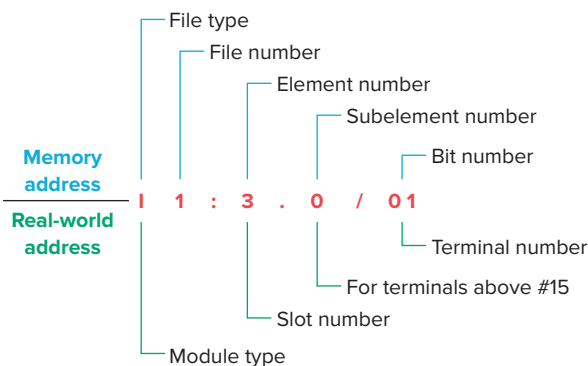 File type
File number
Element number
Subelement number
Bit number
Memory
address
I 1 : 3 . 0 / 01
Real-world
address
Terminal number
For terminals above #15
Slot number
Module type